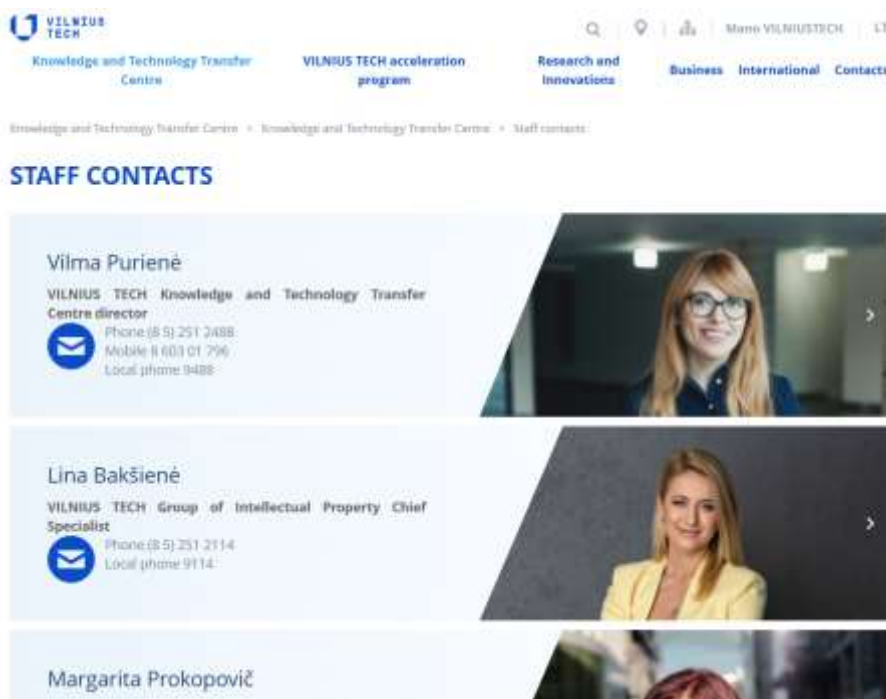 VILNIUS
TECH
Mano VILNIUSTECH
LT
Knowledge and Technology Transfer
Centre
VILNIUS TECH acceleration
program
Research and
Innovations
Business
International
Contacts
Knowledge and Technology Transfer Centre > Knowledge and Technology Transfer Centre > Staff contacts
STAFF CONTACTS
Vilma Purienė
VILNIUS TECH Knowledge and Technology Transfer
Centre director
Phone (8 5) 251 2488
Mobile 8 603 01 796
Local phone 9488
Lina Bakšienė
VILNIUS TECH Group of Intellectual Property Chief
Specialist
Phone (8 5) 251 2114
Local phone 9114
Margarita Prokopovič